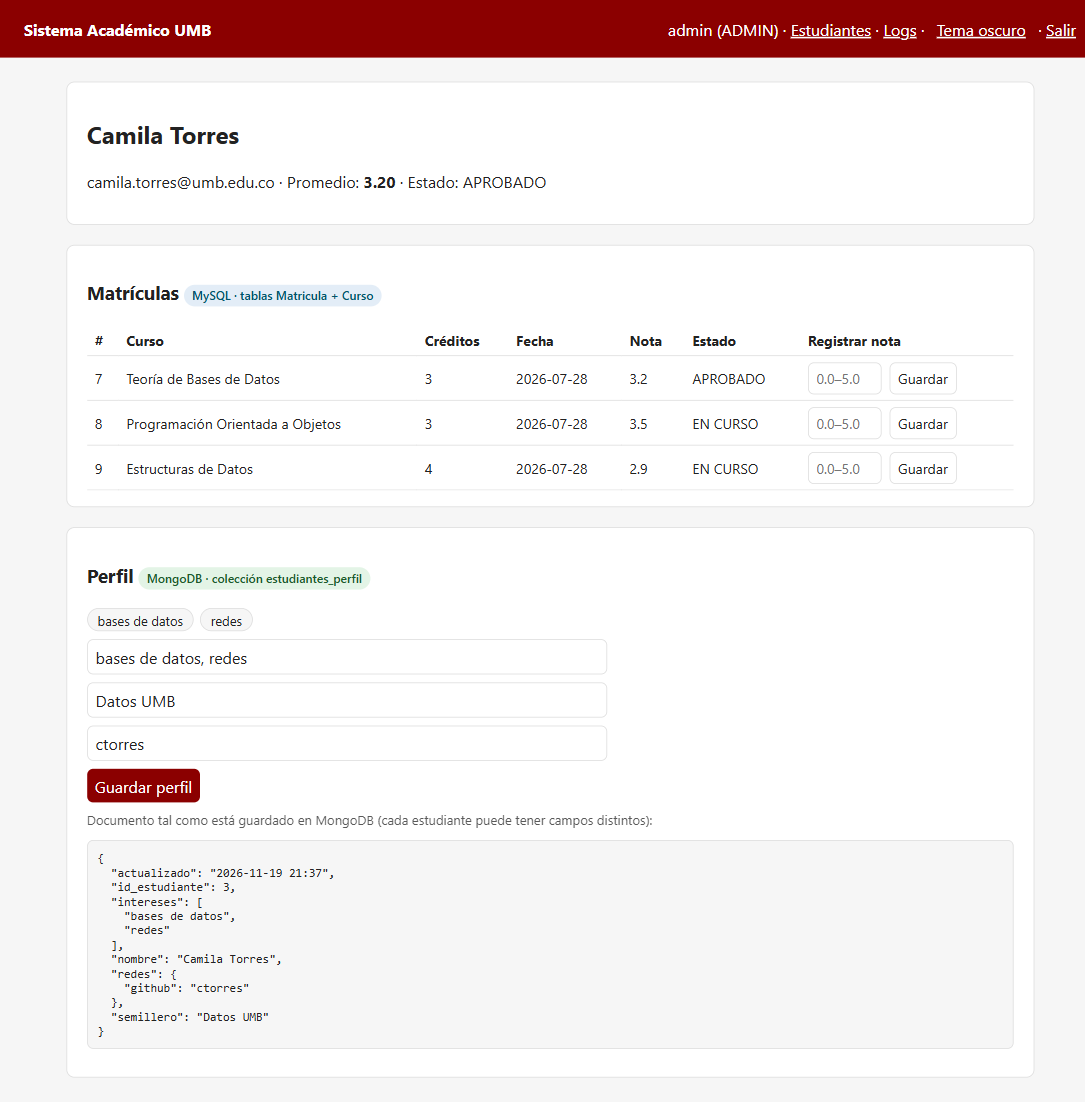 Sistema Académico UMB
admin (ADMIN) · Estudiantes · Logs · Tema oscuro · Salir
Camila Torres
camila.torres@umb.edu.co · Promedio: 3.20 · Estado: APROBADO
Matrículas MySQL · tablas Matricula + Curso
# Curso Créditos Fecha Nota Estado Registrar nota
7 Teoría de Bases de Datos 3 2026-07-28 3.2 APROBADO 0.0–5.0 Guardar
8 Programación Orientada a Objetos 3 2026-07-28 3.5 EN CURSO 0.0–5.0 Guardar
9 Estructuras de Datos 4 2026-07-28 2.9 EN CURSO 0.0–5.0 Guardar
Perfil MongoDB · colección estudiantes_perfil
bases de datos redes
bases de datos, redes
Datos UMB
ctorres
Guardar perfil
Documento tal como está guardado en MongoDB (cada estudiante puede tener campos distintos):
{
  "actualizado": "2026-11-19 21:37",
  "id_estudiante": 3,
  "intereses": [
    "bases de datos",
    "redes"
  ],
  "nombre": "Camila Torres",
  "redes": {
    "github": "ctorres"
  },
  "semillero": "Datos UMB"
}